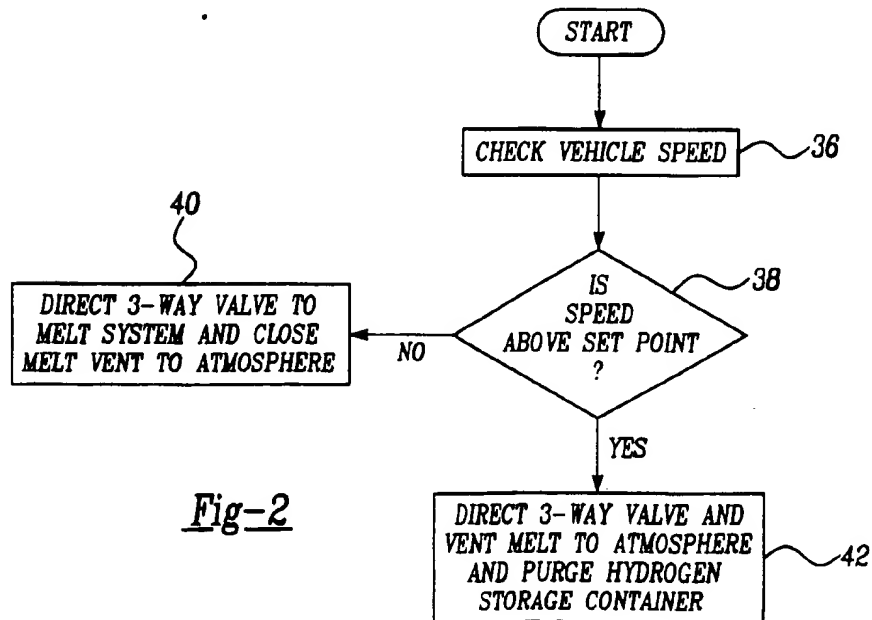 START
CHECK VEHICLE SPEED
36
40
38
IS
SPEED
ABOVE SET POINT
?
DIRECT 3-WAY VALVE TO
MELT SYSTEM AND CLOSE
MELT VENT TO ATMOSPHERE
NO
YES
Fig-2
DIRECT 3-WAY VALVE AND
VENT MELT TO ATMOSPHERE
AND PURGE HYDROGEN
STORAGE CONTAINER
42